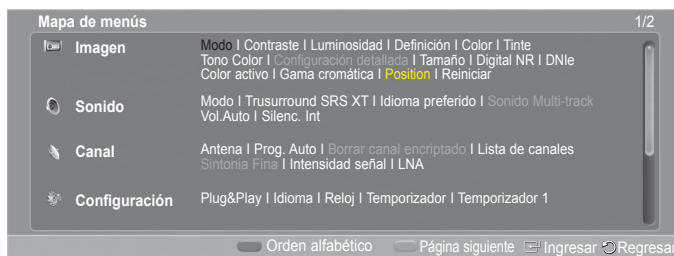 Mapa de menús 1/2
Imagen Modo I Contraste I Luminosidad I Definición I Color I Tinte
Tono Color I Configuración detallada I Tamaño I Digital NR I DNIe
Color activo I Gama cromática I Position I Reiniciar
Sonido Modo I Trusurround SRS XT I Idioma preferido I Sonido Multi-track
Vol.Auto I Silenc. Int
Canal Antena I Prog. Auto I Borrar canal encriptado I Lista de canales
Sintonia Fina I Intensidad señal I LNA
Configuración Plug&Play I Idioma I Reloj I Temporizador I Temporizador 1
Orden alfabético Página siguiente Ingresar Regresar